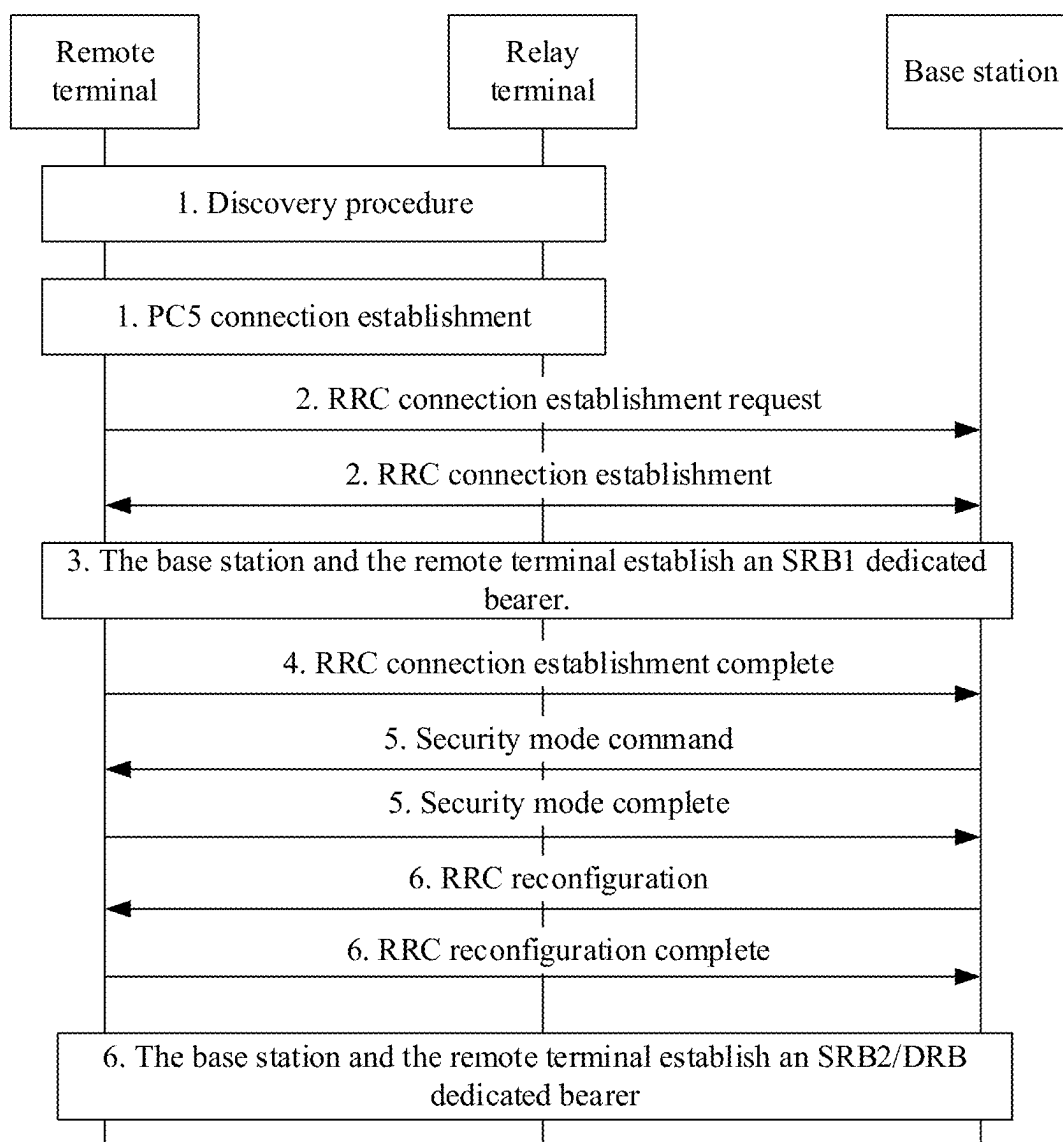 Remote
terminal
Relay
terminal
Base station
1. Discovery procedure
1. PC5 connection establishment
2. RRC connection establishment request
2. RRC connection establishment
3. The base station and the remote terminal establish an SRB1 dedicated
bearer.
4. RRC connection establishment complete
5. Security mode command
5. Security mode complete
6. RRC reconfiguration
6. RRC reconfiguration complete
6. The base station and the remote terminal establish an SRB2/DRB
dedicated bearer